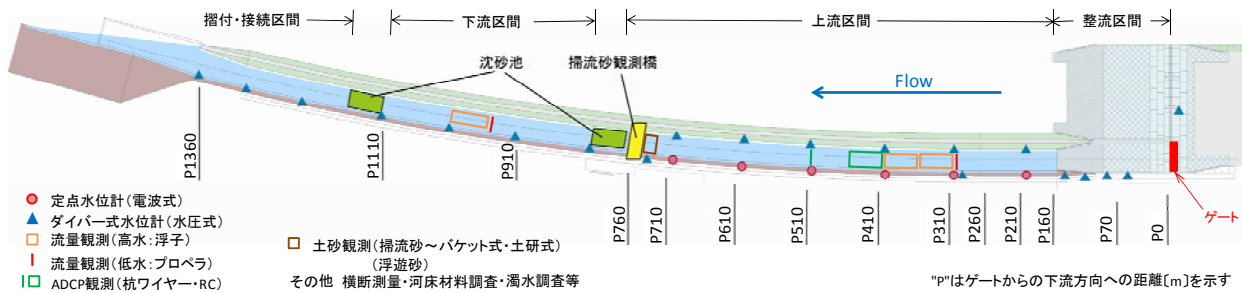 摺付・接続区間
下流区間
上流区間
整流区間
沈砂池
掃流砂観測橋
Flow
P1360
P1110
P910
P760
P710
P610
P510
P410
P310
P260
P210
P160
P70
P0
ゲート
定点水位計(電波式)
ダイバー式水位計(水圧式)
流量観測(高水:浮子)
流量観測(低水:プロペラ)
ADCP観測(杭ワイヤー・RC)
土砂観測(掃流砂~バケット式・土研式)
(浮遊砂)
その他 横断測量・河床材料調査・濁水調査等
"P"はゲートからの下流方向への距離[m]を示す